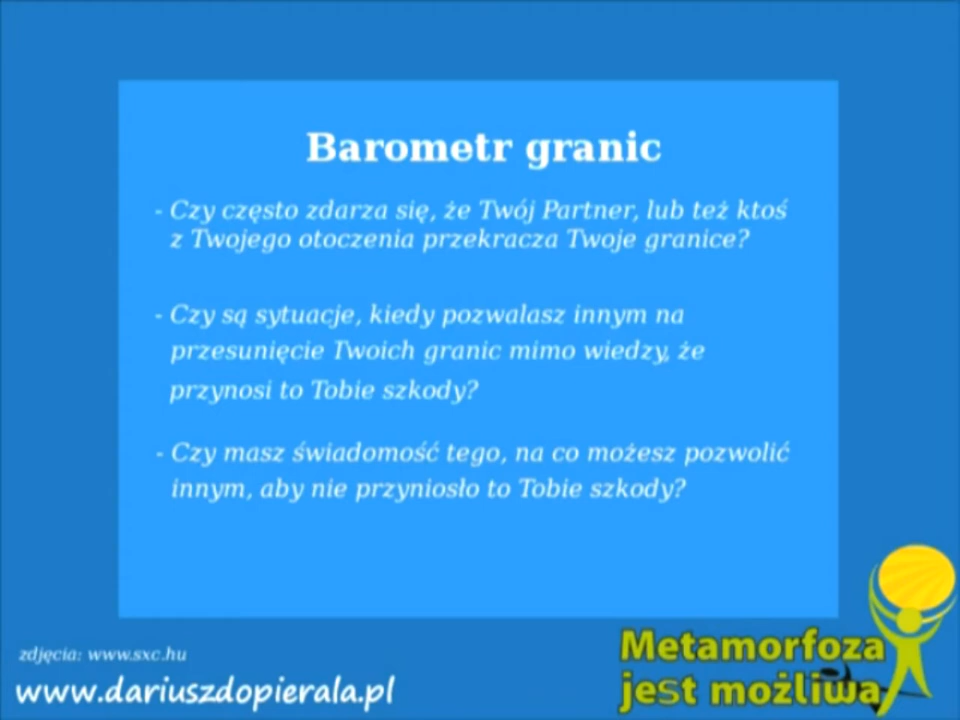 Barometr granic
- Czy często zdarza się, że Twój Partner, lub też ktoś
z Twojego otoczenia przekracza Twoje granice?
- Czy są sytuacje, kiedy pozwalasz innym na
przesunięcie Twoich granic mimo wiedzy, że
przynosi to Tobie szkody?
- Czy masz świadomość tego, na co możesz pozwolić
innym, aby nie przyniosło to Tobie szkody?
zdjęcia: www.sxc.hu
www.dariuszdopierala.pl
Metamorfoza
jest możliwa